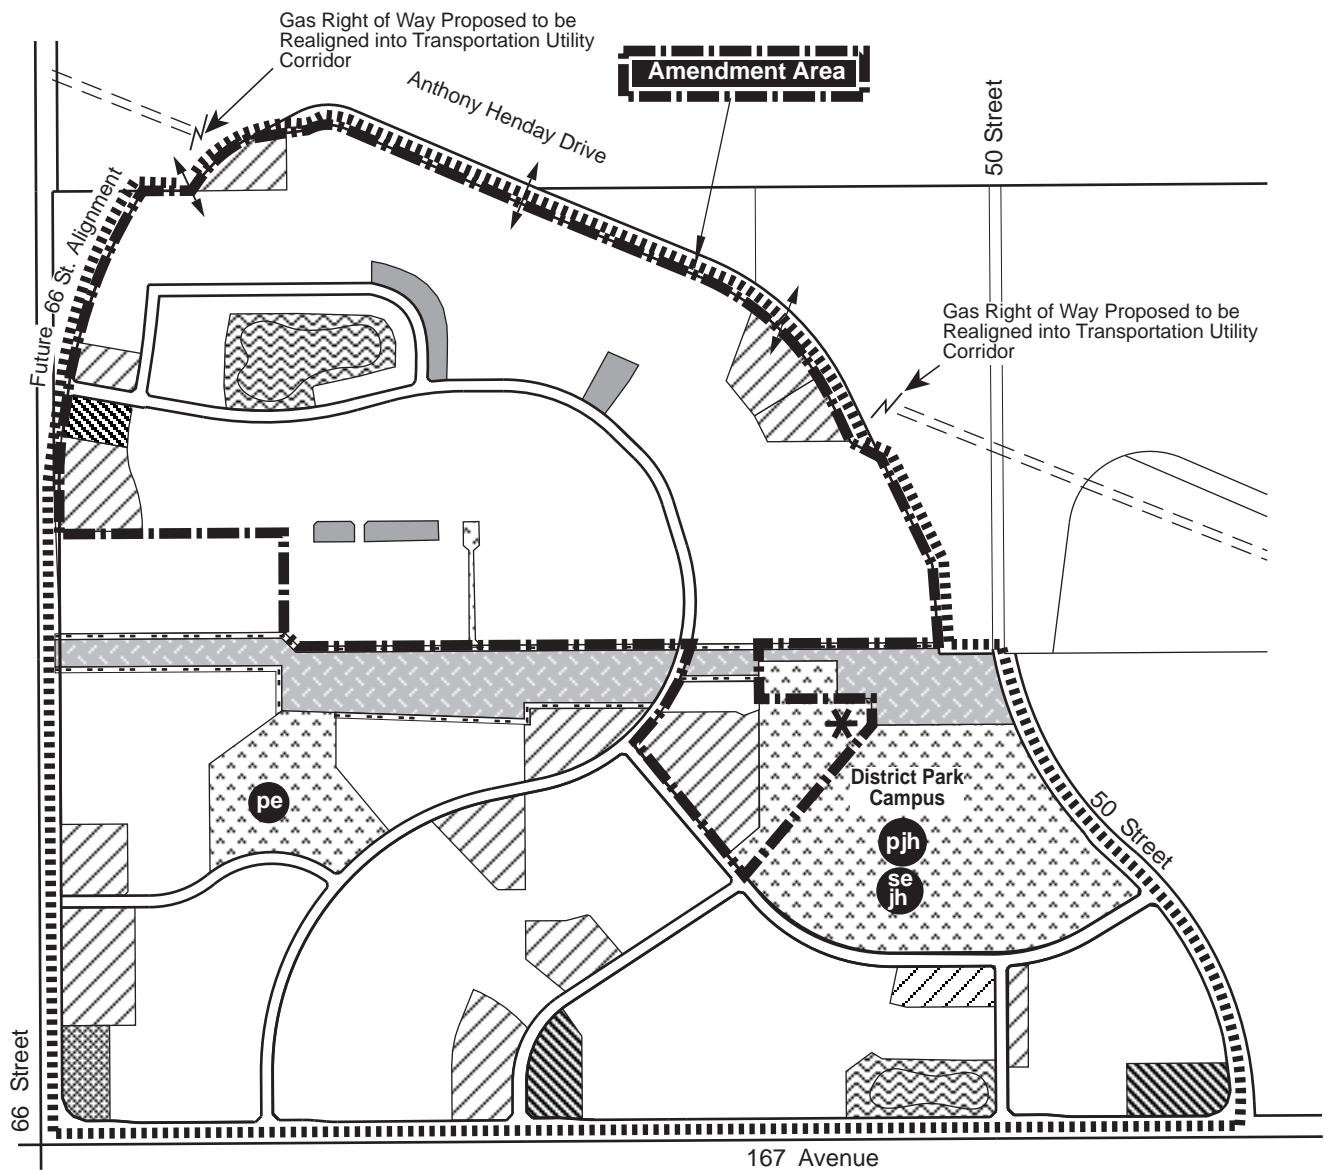 Gas Right of Way Proposed to be
Realigned into Transportation Utility
Corridor
Amendment Area
Anthony Henday Drive
50 Street
Future 66 St. Alignment
Gas Right of Way Proposed to be
Realigned into Transportation Utility
Corridor
District Park
Campus
pe
pjh
se
jh
50 Street
66 Street
167 Avenue